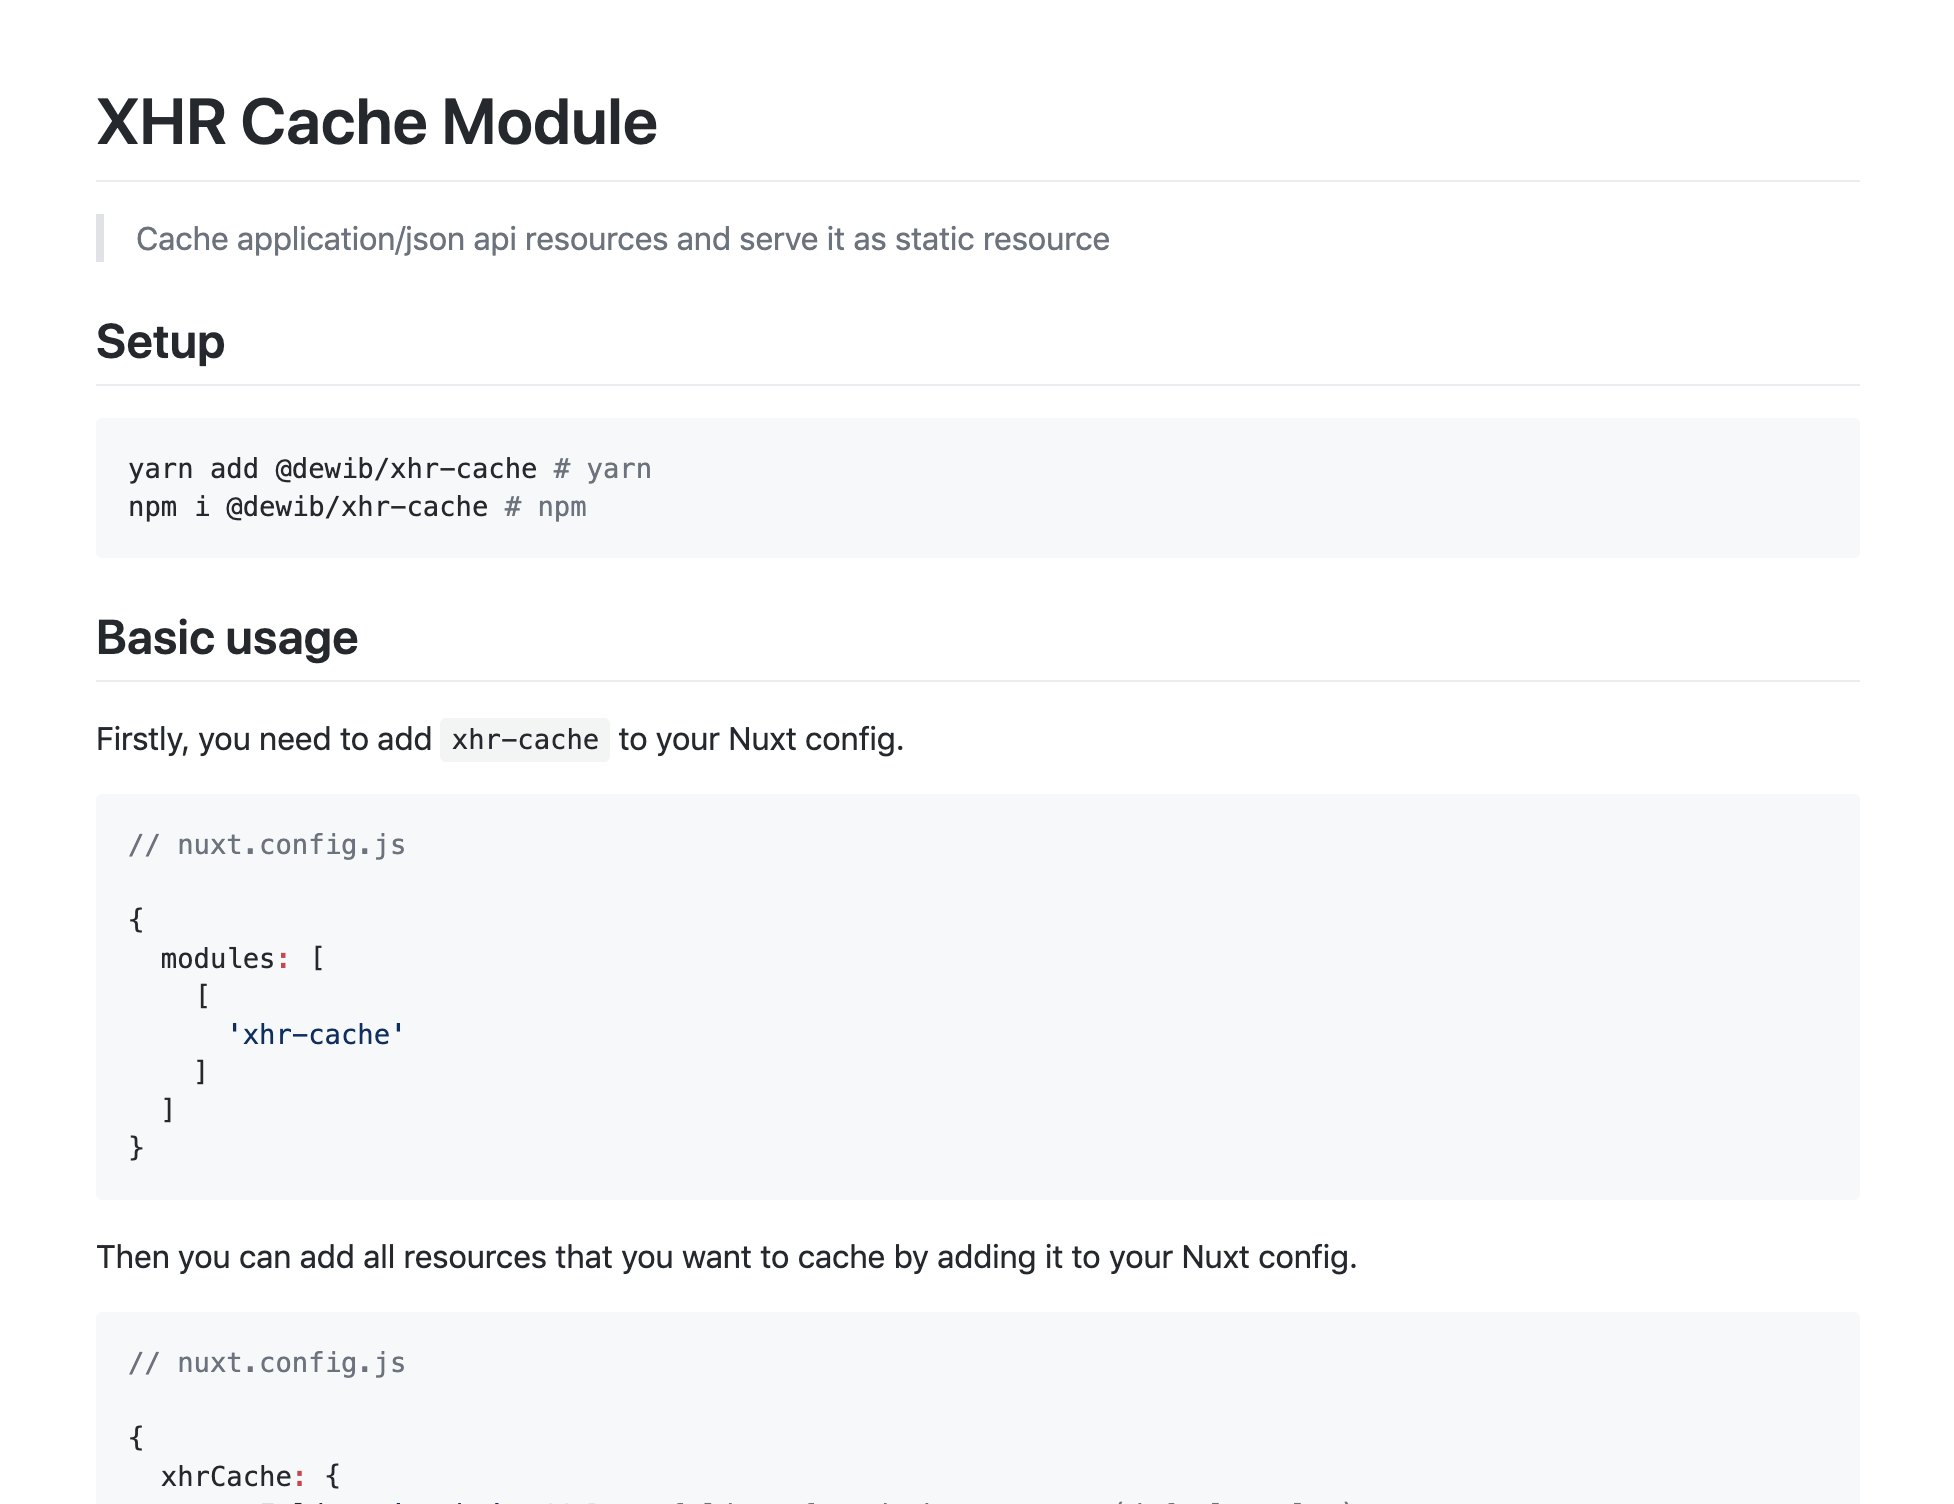 XHR Cache Module
Cache application/json api resources and serve it as static resource
Setup
yarn add @dewib/xhr-cache # yarn
npm i @dewib/xhr-cache # npm
Basic usage
Firstly, you need to add xhr-cache to your Nuxt config.
// nuxt.config.js
{
modules: [
[
'xhr-cache'
]
]
}
Then you can add all resources that you want to cache by adding it to your Nuxt config.
// nuxt.config.js
{
xhrCache: {